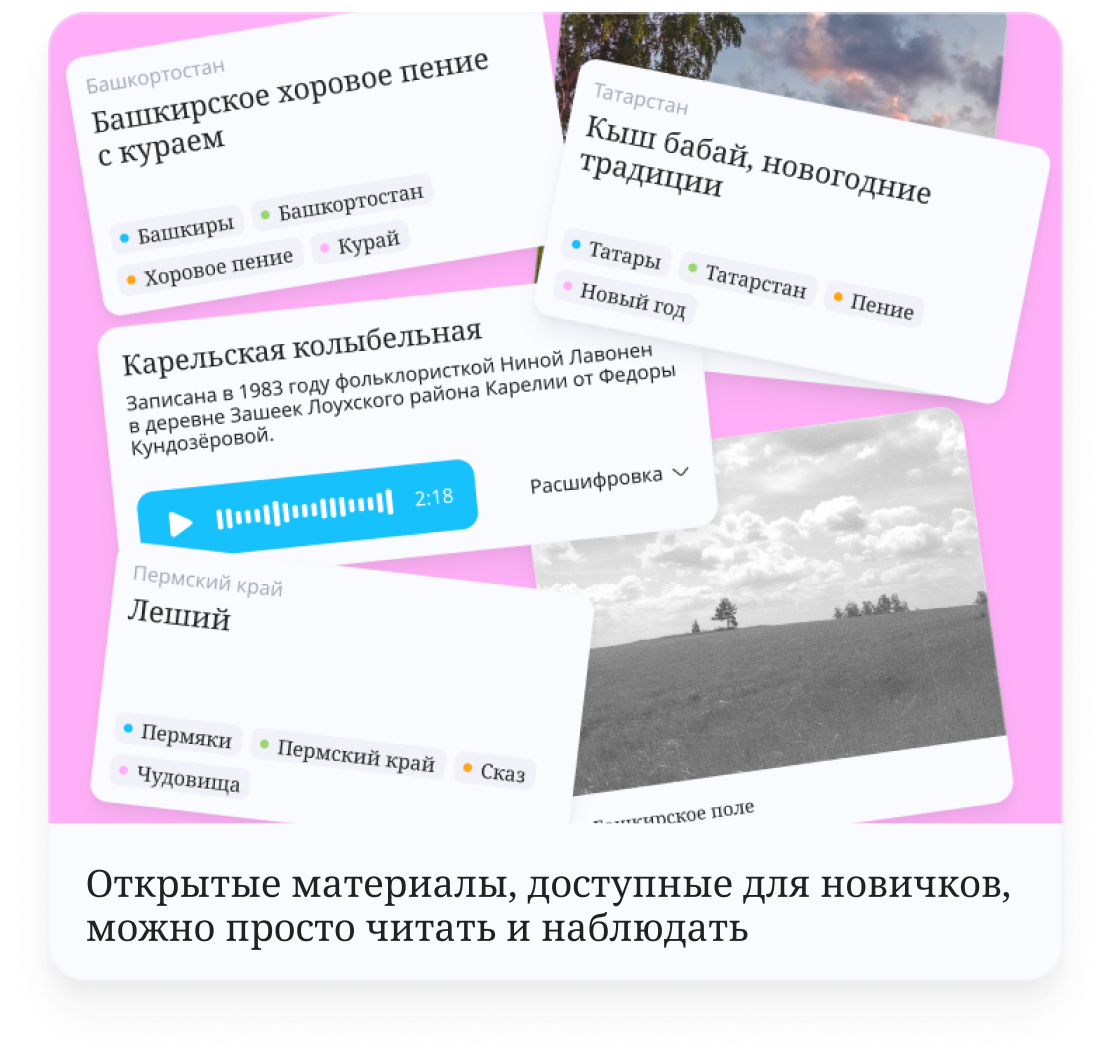 Башкортостан
Башкирское хоровое пение
с кураем
Башкиры
Башкортостан
Хоровое пение
Курай
Татарстан
Кыш бабай, новогодние
традиции
Татары
Татарстан
Пение
Новый год
Карельская колыбельная
Записана в 1983 году фольклористкой Ниной Лавонен
в деревне Зашеек Лоухского района Карелии от Федоры
Кундозёровой.
2:18
Расшифровка
Пермский край
Леший
Пермяки
Пермский край
Сказ
Чудовища
Башкирское поле
Открытые материалы, доступные для новичков,
можно просто читать и наблюдать